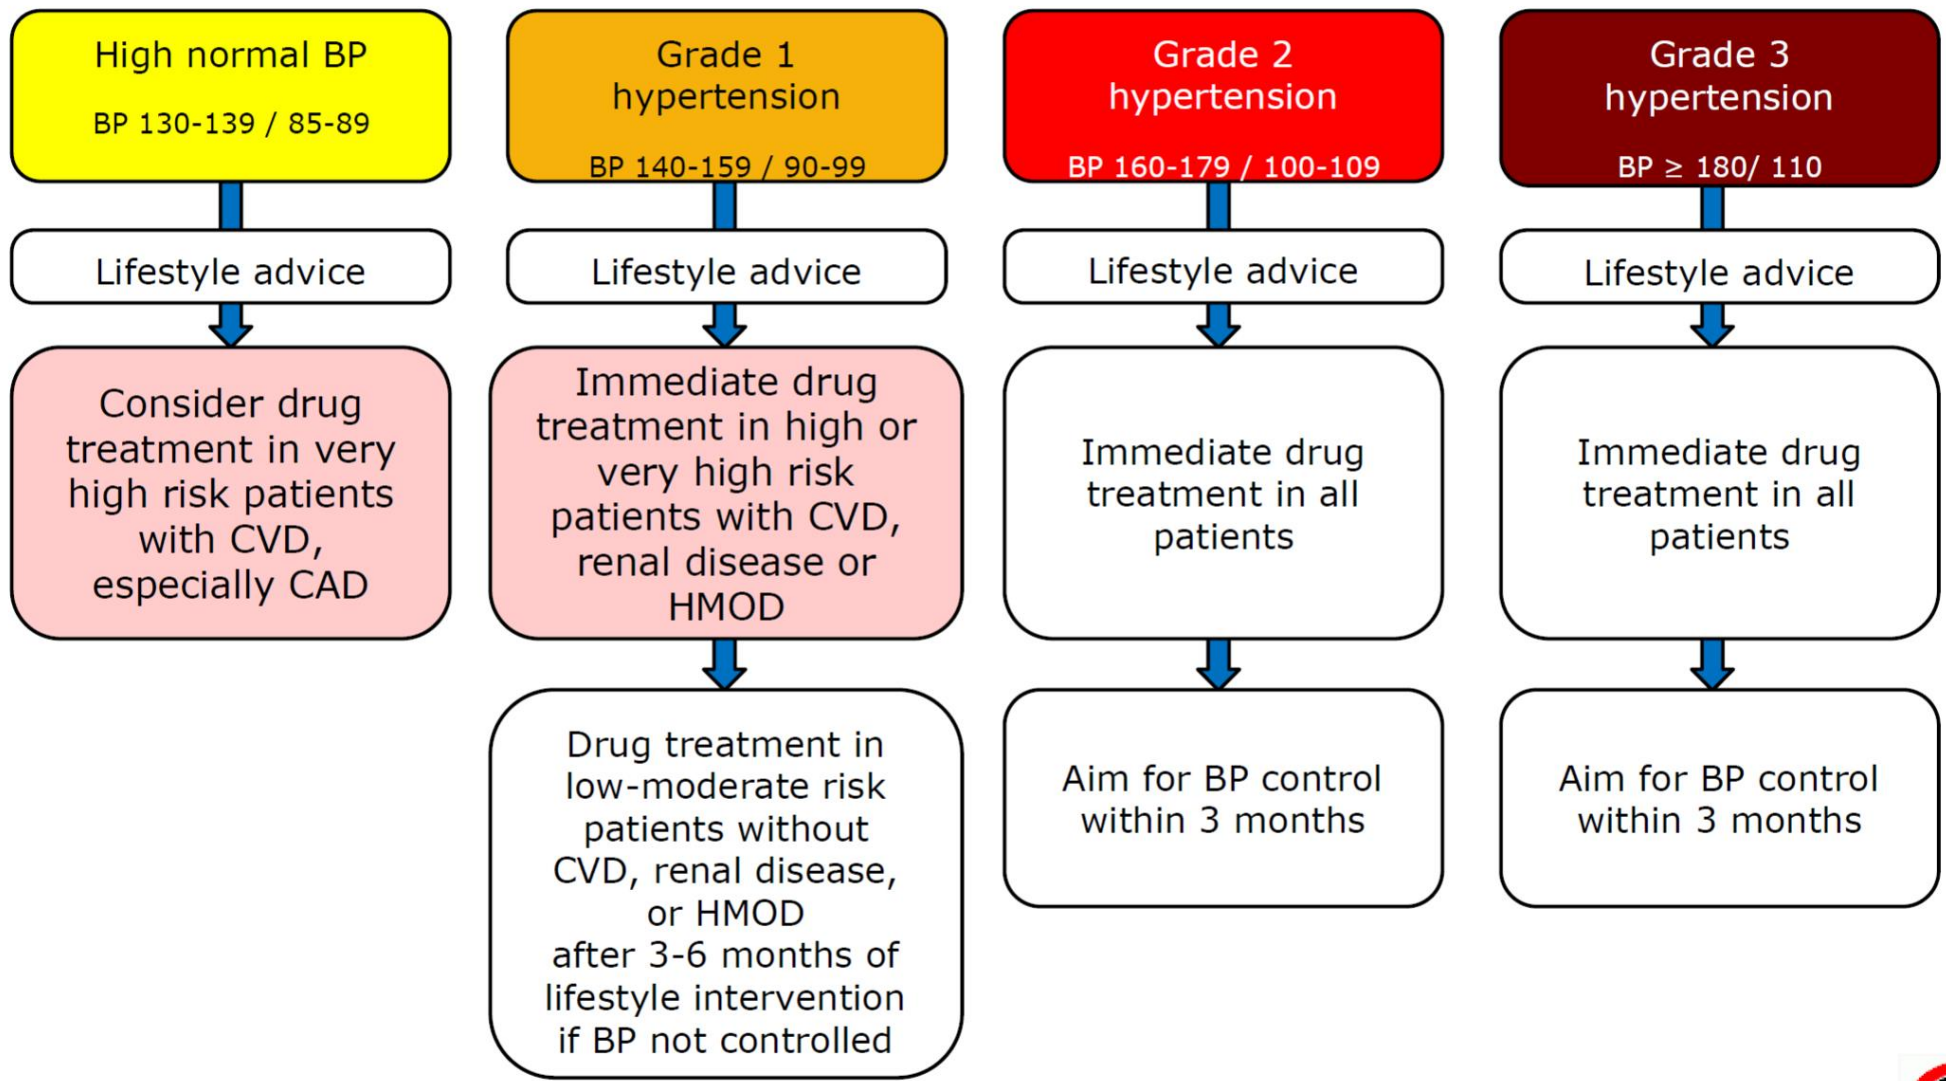 High normal BP
BP 130-139 / 85-89
Lifestyle advice
Consider drug
treatment in very
high risk patients
with CVD,
especially CAD
Grade 1
hypertension
BP 140-159 / 90-99
Lifestyle advice
Immediate drug
treatment in high or
very high risk
patients with CVD,
renal disease or
HMOD
Drug treatment in
low-moderate risk
patients without
CVD, renal disease,
or HMOD
after 3-6 months of
lifestyle intervention
if BP not controlled
Grade 2
hypertension
BP 160-179 / 100-109
Lifestyle advice
Immediate drug
treatment in all
patients
Aim for BP control
within 3 months
Grade 3
hypertension
BP ≥ 180/ 110
Lifestyle advice
Immediate drug
treatment in all
patients
Aim for BP control
within 3 months